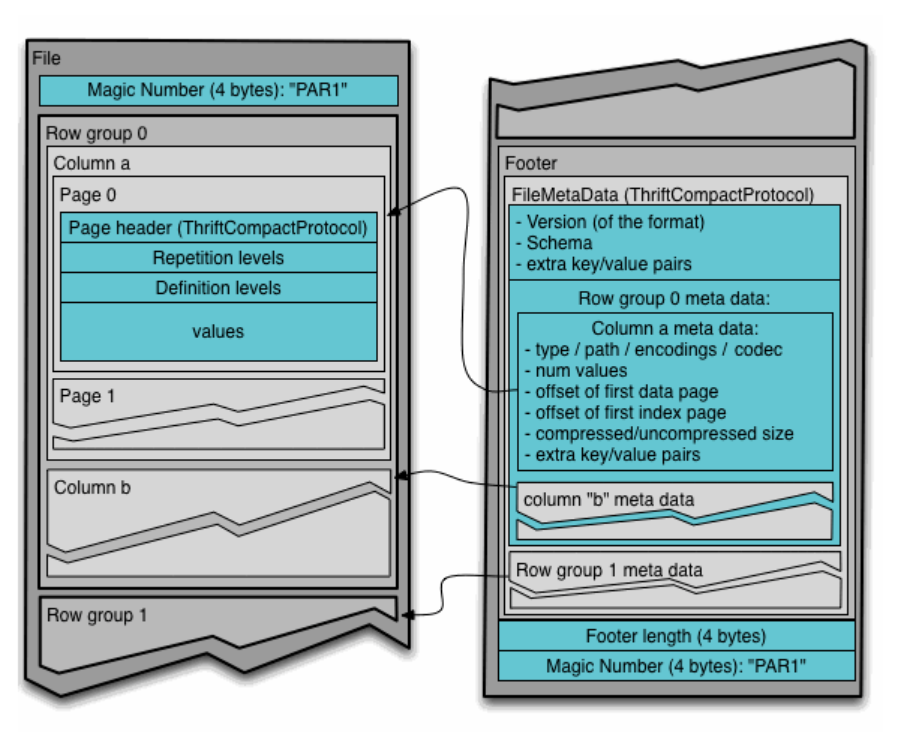 File
Magic Number (4 bytes): "PAR1"
Row group 0
Column a
Page 0
Page header (ThriftCompactProtocol)
Repetition levels
Definition levels
values
Page 1
Column b
Row group 1
Footer
FileMetaData (ThriftCompactProtocol)
- Version (of the format)
- Schema
- extra key/value pairs
Row group 0 meta data:
Column a meta data:
- type / path / encodings / codec
- num values
- offset of first data page
- offset of first index page
- compressed/uncompressed size
- extra key/value pairs
column "b" meta data
Row group 1 meta data
Footer length (4 bytes)
Magic Number (4 bytes): "PAR1"